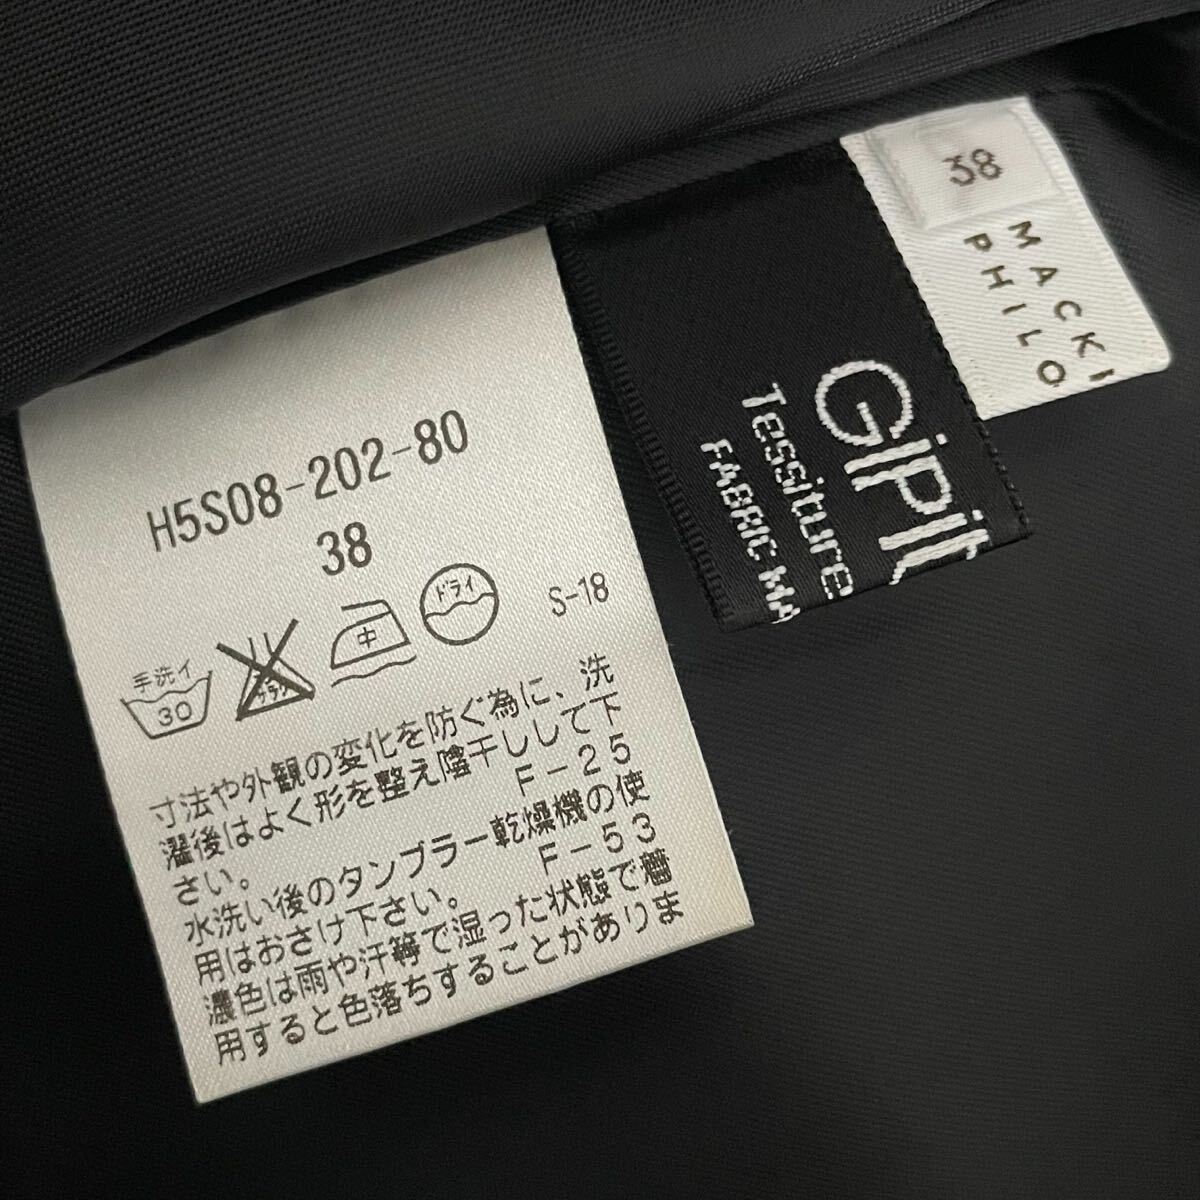 H5S08-202-80
38
手洗イ
30
中
ドライ
S-18
寸法や外観の変化を防ぐ為に、洗
濯後はよく形を整え陰干しして下
さい。 F-25
水洗い後のタンブラー乾燥機の使
用はおさけ下さい。 F-53
濃色は雨や汗等で湿った状態で着
用すると色落ちすることがありま
38
MACKI
PHILO
Tessiture
FABRIC MA